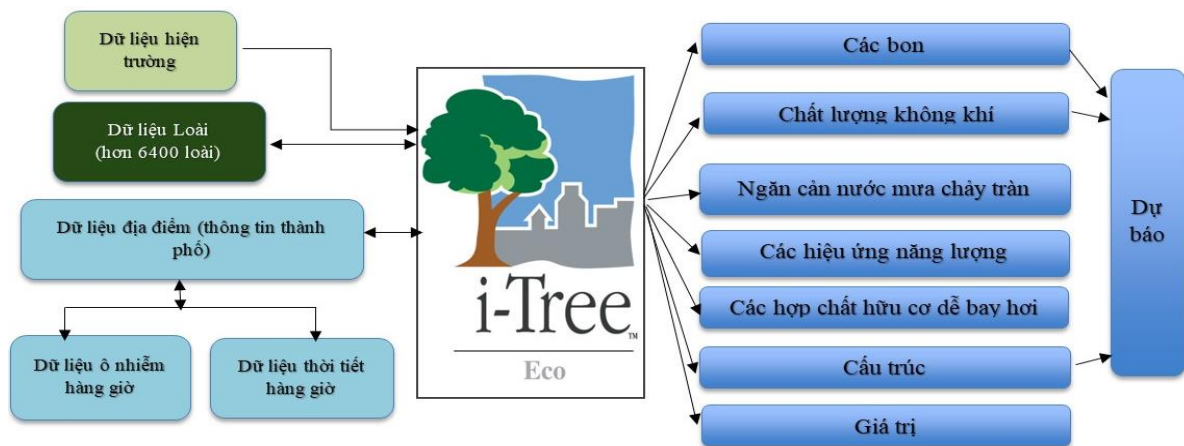 Dữ liệu hiện
trường
Dữ liệu Loài
(hơn 6400 loài)
Dữ liệu địa điểm (thông tin thành
phố)
Dữ liệu ô nhiễm
hàng giờ
Dữ liệu thời tiết
hàng giờ
i-Tree™
Eco
Các bon
Chất lượng không khí
Ngăn cản nước mưa chảy tràn
Các hiệu ứng năng lượng
Các hợp chất hữu cơ dễ bay hơi
Cấu trúc
Giá trị
Dự
báo